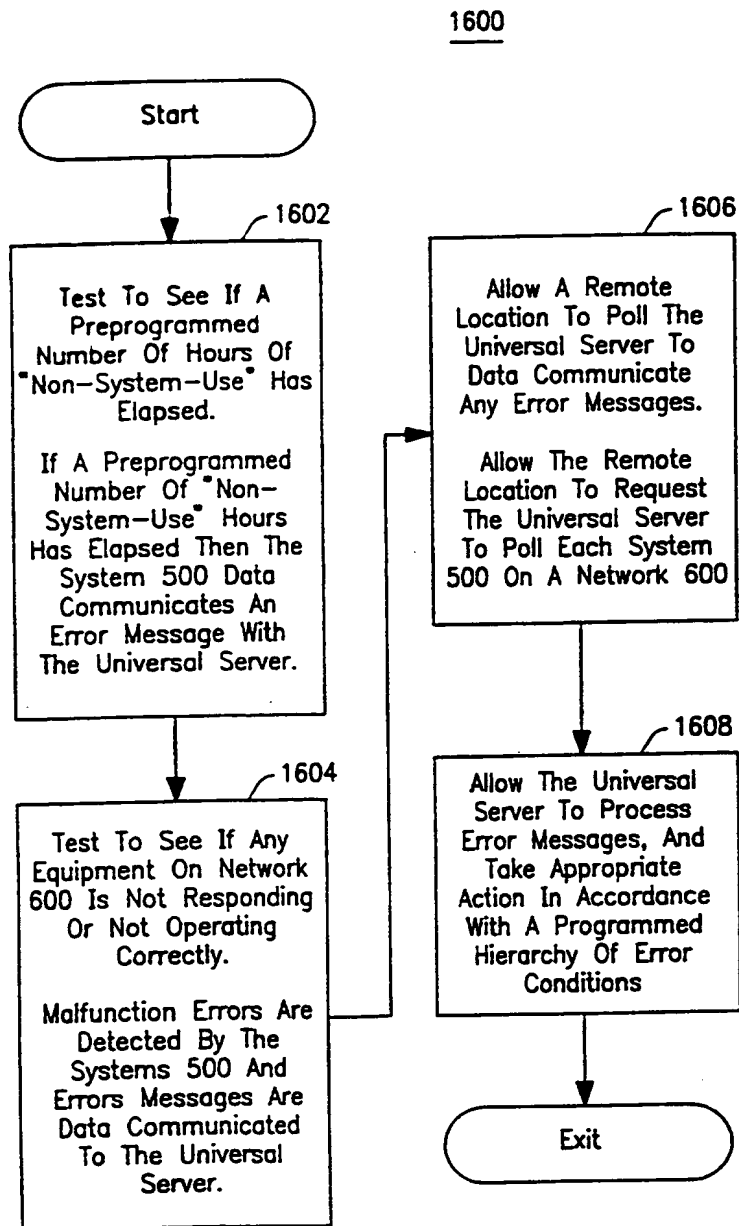 1600
Start
1602
Test To See If A
Preprogrammed
Number Of Hours Of
"Non-System-Use" Has
Elapsed.
If A Preprogrammed
Number Of "Non-
System-Use" Hours
Has Elapsed Then The
System 500 Data
Communicates An
Error Message With
The Universal Server.
1604
Test To See If Any
Equipment On Network
600 Is Not Responding
Or Not Operating
Correctly.
Malfunction Errors Are
Detected By The
Systems 500 And
Errors Messages Are
Data Communicated
To The Universal
Server.
1606
Allow A Remote
Location To Poll The
Universal Server To
Data Communicate
Any Error Messages.
Allow The Remote
Location To Request
The Universal Server
To Poll Each System
500 On A Network 600
1608
Allow The Universal
Server To Process
Error Messages, And
Take Appropriate
Action In Accordance
With A Programmed
Hierarchy Of Error
Conditions
Exit